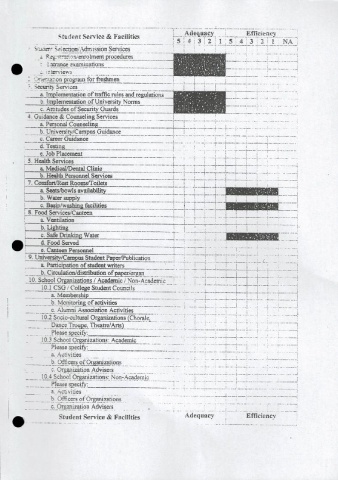 Student Service & Facilities Adequacy Efficiency
5 4 3 2 1 5 4 3 2 1 NA
1. Student Selection/Admission Services
a. Registration/enrolment procedures
b. Entrance examinations
c. Interviews
2. Orientation program for freshmen
3. Security Services
a. Implementation of traffic rules and regulations
b. Implementation of University Norms
c. Attitudes of Security Guards
4. Guidance & Counseling Services
a. Personal Counseling
b. University/Campus Guidance
c. Career Guidance
d. Testing
e. Job Placement
5. Health Services
a. Medical/Dental Clinic
b. Health Personnel Services
7. Comfort/Rest Rooms/Toilets
a. Seats/bowls availability
b. Water supply
c. Basin/washing facilities
8. Food Services/Canteen
a. Ventilation
b. Lighting
c. Safe Drinking Water
d. Food Served
e. Canteen Personnel
9. University/Campus Student Paper/Publication
a. Participation of student writers
b. Circulation/distribution of paper/organ
10. School Organizations / Academic / Non-Academic
10.1 CSO / College Student Councils
a. Membership
b. Monitoring of activities
c. Alumni Association Activities
10.2 Socio-cultural Organizations (Chorale,
Dance Troupe, Theatre/Arts)
Please specify:
10.3 School Organizations: Academic
Please specify:
a. Activities
b. Officers of Organizations
c. Organization Advisers
10.4 School Organizations: Non-Academic
Please specify:
a. Activities
b. Officers of Organizations
c. Organization Advisers
Student Service & Facilities Adequacy Efficiency